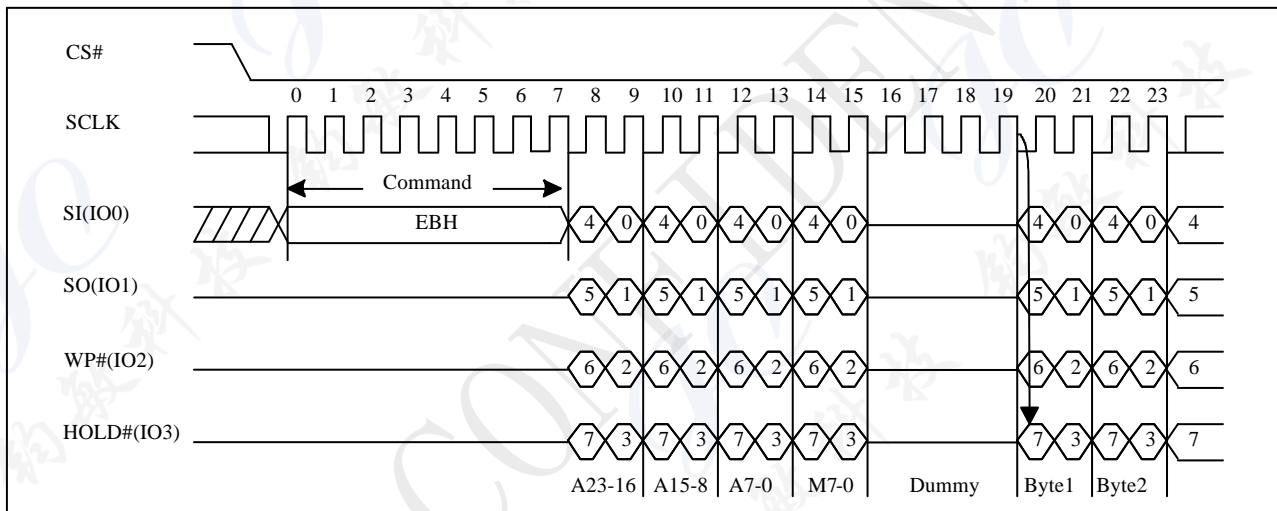 CS#
0 1 2 3 4 5 6 7 8 9 10 11 12 13 14 15 16 17 18 19 20 21 22 23
SCLK
Command
SI(IO0) EBH 4 0 4 0 4 0 4 0 4 0 4 0 4
SO(IO1) 5 1 5 1 5 1 5 1 5 1 5 1 5
WP#(IO2) 6 2 6 2 6 2 6 2 6 2 6 2 6
HOLD#(IO3) 7 3 7 3 7 3 7 3 7 3 7 3 7
A23-16 A15-8 A7-0 M7-0 Dummy Byte1 Byte2
CONFIDEN